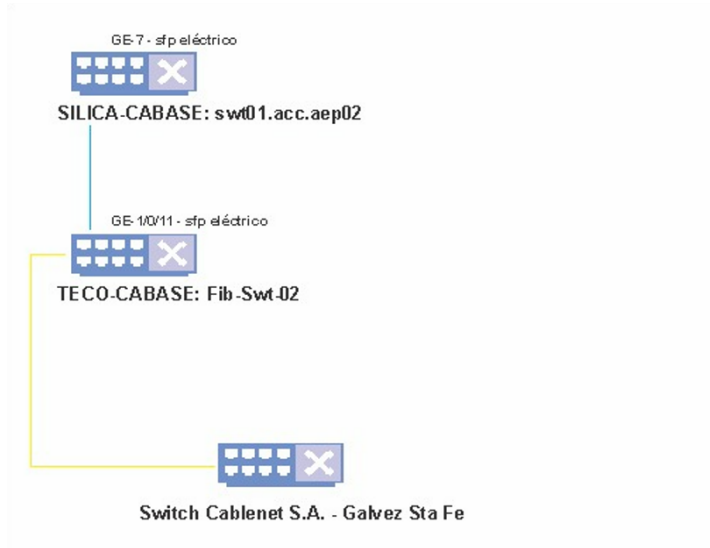 GE-7 - sfp eléctrico
SILICA-CABASE: swt01.acc.aep02
GE-1/0/11 - sfp eléctrico
TECO-CABASE: Fib-Swt-02
Switch Cablenet S.A. - Galvez Sta Fe